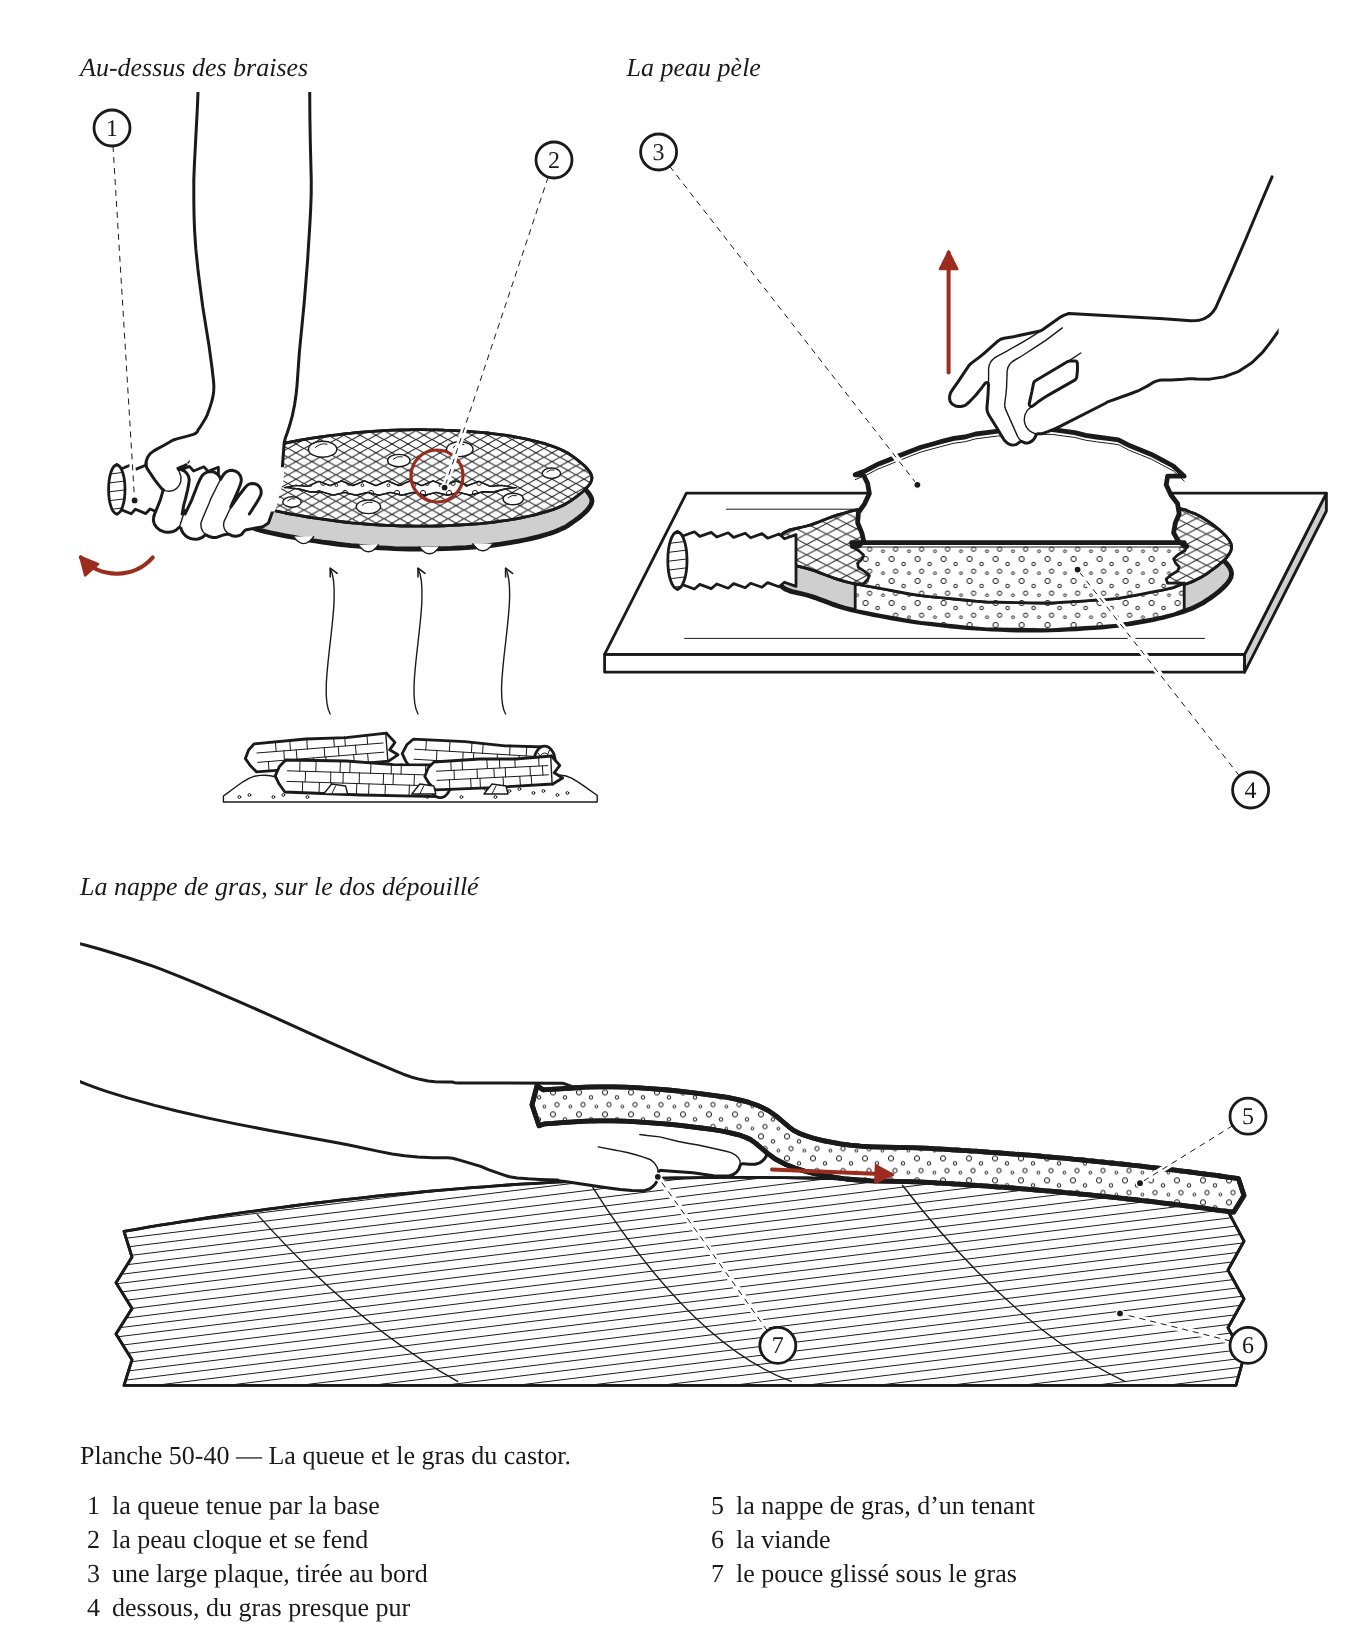 Au-dessus des braises
La peau pèle
1
2
3
4
La nappe de gras, sur le dos dépouillé
5
6
7
Planche 50-40 — La queue et le gras du castor.
1 la queue tenue par la base
2 la peau cloque et se fend
3 une large plaque, tirée au bord
4 dessous, du gras presque pur
5 la nappe de gras, d’un tenant
6 la viande
7 le pouce glissé sous le gras